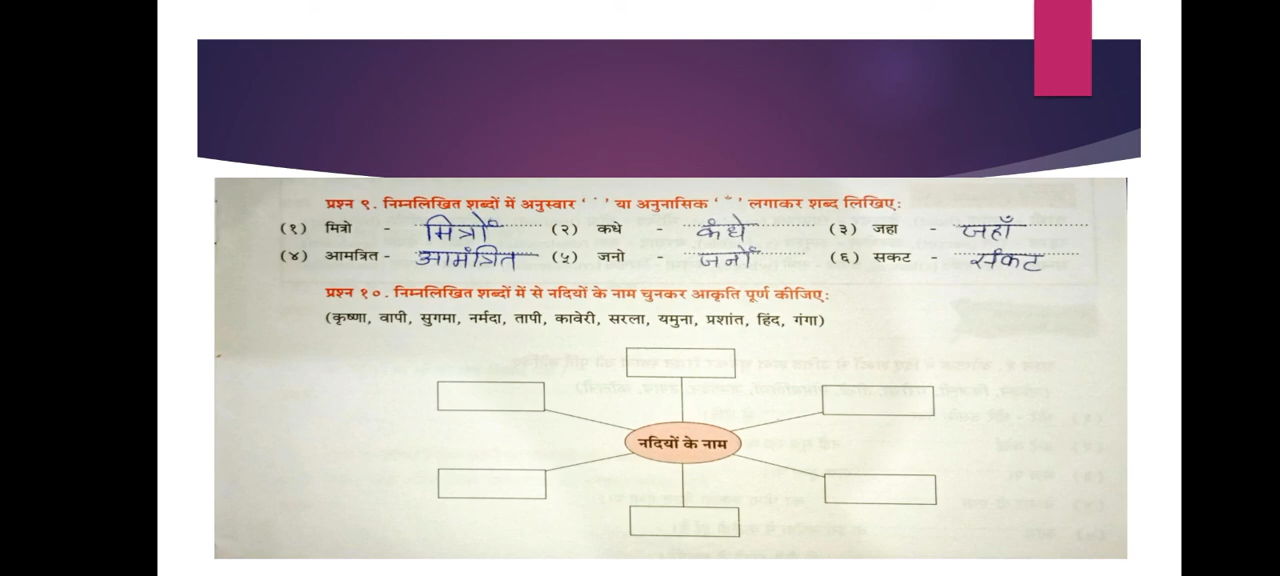 प्रश्न ९. निम्नलिखित शब्दों में अनुस्वार ' ं ' या अनुनासिक ' ँ ' लगाकर शब्द लिखिए:
(१) मित्रो - मित्रों (२) कधे - कंधे (३) जहा - जहाँ
(४) आमत्रित - आमंत्रित (५) जनो - जनों (६) सकट - संकट
प्रश्न १०. निम्नलिखित शब्दों में से नदियों के नाम चुनकर आकृति पूर्ण कीजिए:
(कृष्णा, वापी, सुगमा, नर्मदा, तापी, कावेरी, सरला, यमुना, प्रशांत, हिंद, गंगा)
नदियों के नाम